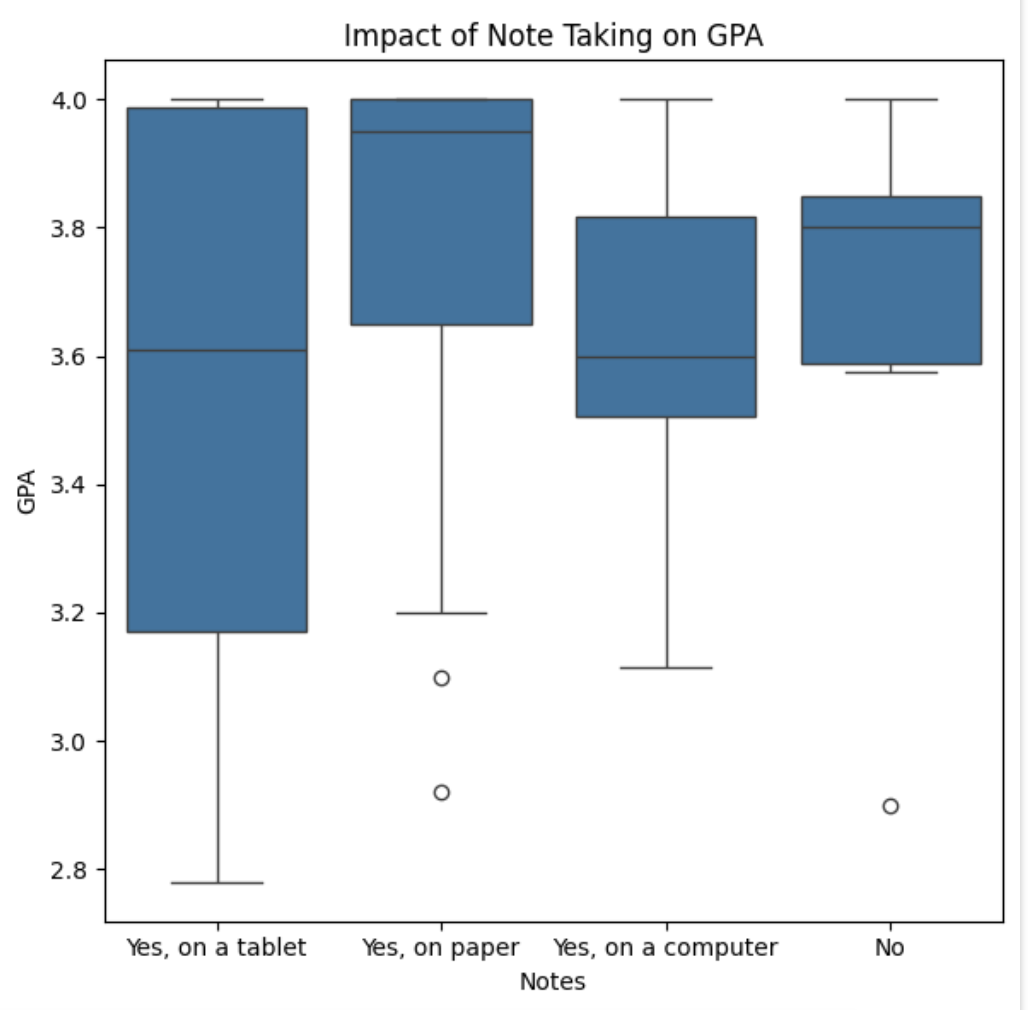 Impact of Note Taking on GPA
4.0
3.8
3.6
3.4
3.2
3.0
2.8
GPA
Yes, on a tablet
Yes, on paper
Yes, on a computer
No
Notes